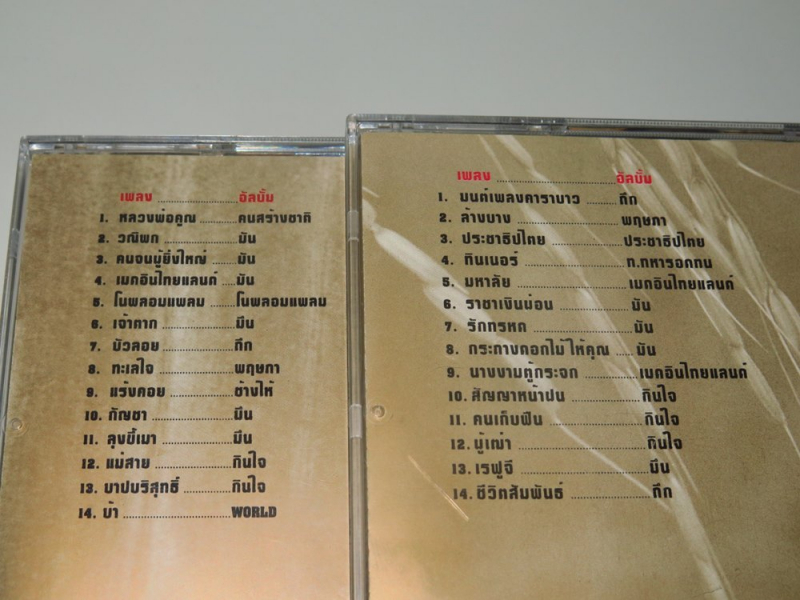 เพลง ........ อัลบั้ม
1. หลวงพ่อคูณ ........ คนสร้างชาติ
2. วณิพก ........ มัน
3. คนจนผู้ยิ่งใหญ่ .... มัน
4. เมคอินไทยแลนด์ .... มัน
5. โนพลอมแพลม ........ โนพลอมแพลม
6. เจ้าตาก ........ มึน
7. บัวลอย ........ ถึก
8. ทะเลใจ ........ พฤษภา
9. แร้งคอย ........ ช้างไห้
10. กัญชา ........ มึน
11. ลุงขี้เมา ........ มึน
12. แม่สาย ........ กินใจ
13. บาปบริสุทธิ์ ........ กินใจ
14. บ้า ........ WORLD
เพลง ........ อัลบั้ม
1. มนต์เพลงคาราบาว ........ ถึก
2. ล้างบาง ........ พฤษภา
3. ประชาธิปไตย ........ ประชาธิปไตย
4. ทินเนอร์ ........ ท.ทหารอดทน
5. มหาลัย ........ เมดอินไทยแลนด์
6. ราชาเงินผ่อน ........ มัน
7. รักทรหด ........ มัน
8. กระถางดอกไม้ให้คุณ ..... มัน
9. นางงามตู้กระจก ........ เมดอินไทยแลนด์
10. สัญญาหน้าฝน ........ กินใจ
11. คนเก็บฟืน ........ กินใจ
12. ผู้เฒ่า ........ กินใจ
13. เรฟูจี ........ มึน
14. ชีวิตสัมพันธ์ ........ ถึก